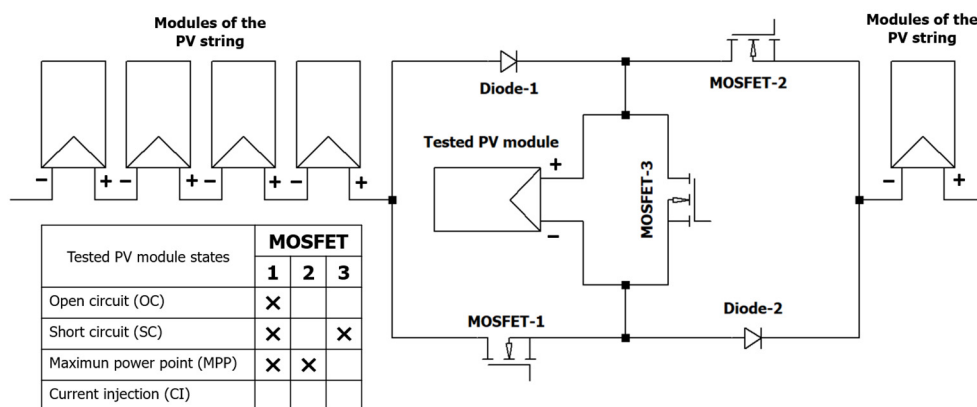 Modules of the
PV string
Modules of the
PV string
Diode-1
MOSFET-2
Tested PV module
+
−
MOSFET-3
− + − + − + − +
− +
MOSFET-1
Diode-2
Tested PV module states
MOSFET
1 2 3
Open circuit (OC) ×
Short circuit (SC) × ×
Maximun power point (MPP) × ×
Current injection (CI)